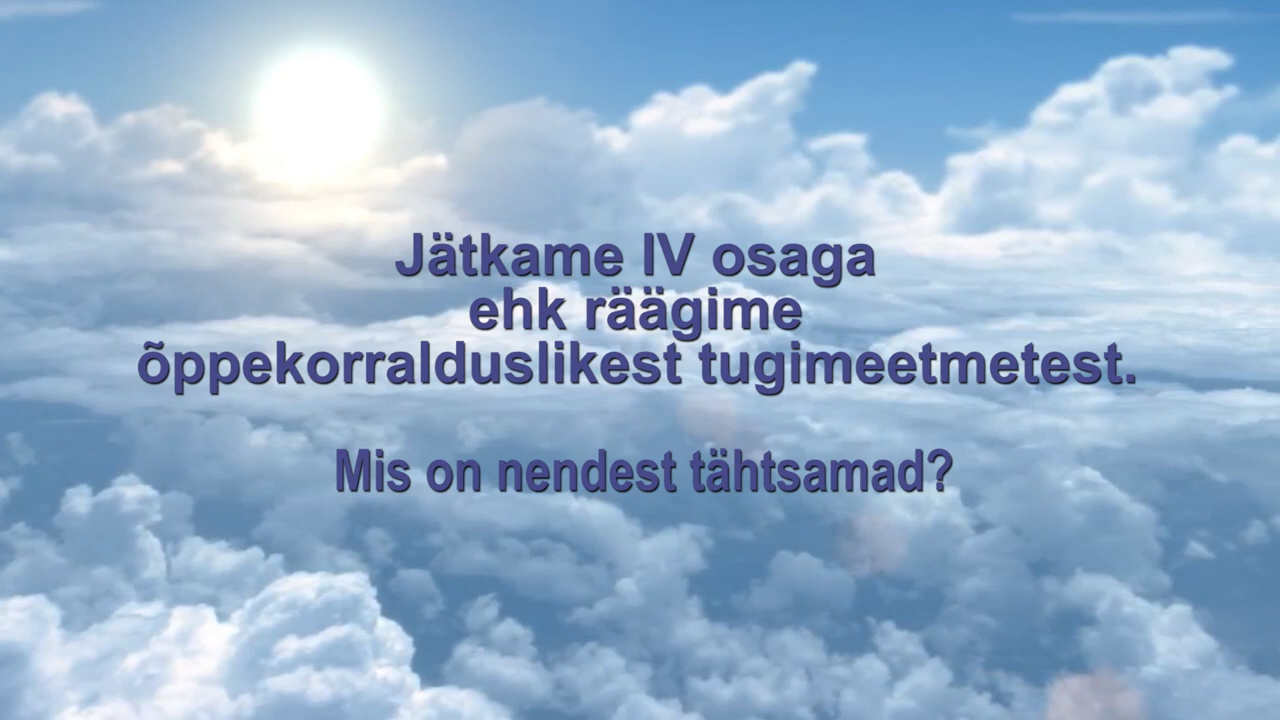 Jätkame IV osaga
ehk räägime
õppekorralduslikest tugimeetmetest.
Mis on nendest tähtsamad?